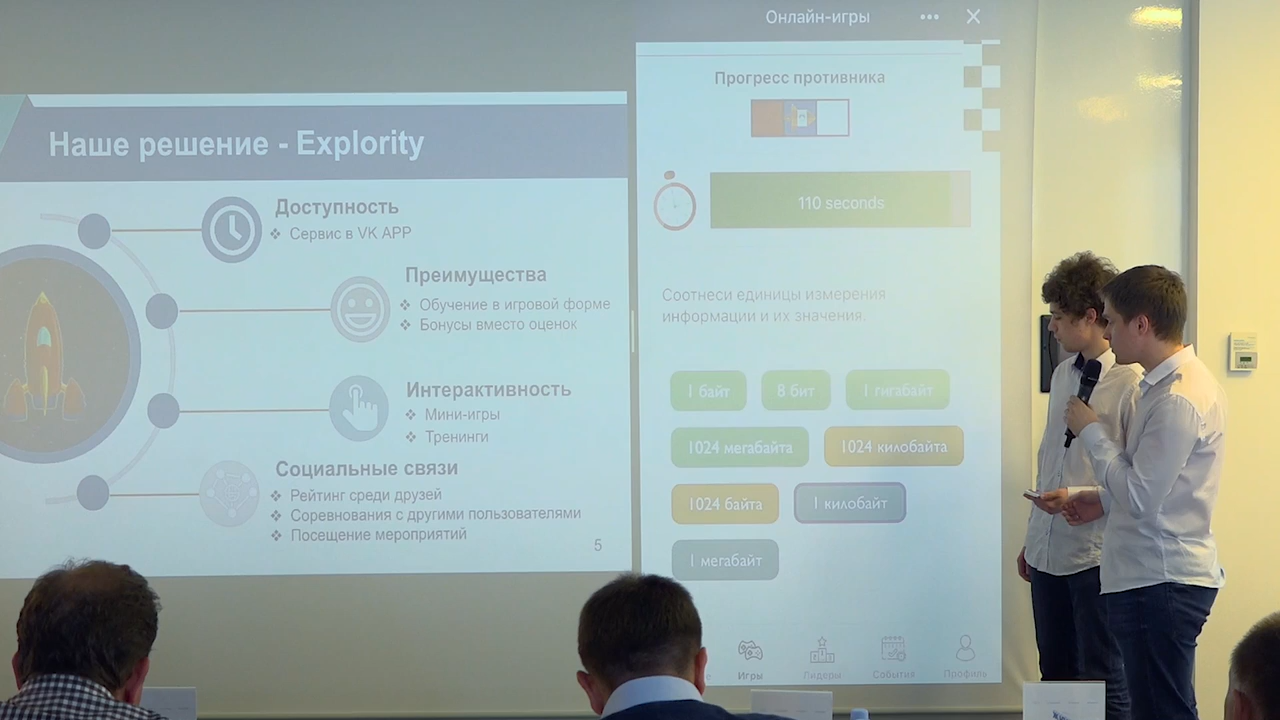 Наше решение - Explority
Доступность
Сервис в VK APP
Преимущества
Обучение в игровой форме
Бонусы вместо оценок
Интерактивность
Мини-игры
Тренинги
Социальные связи
Рейтинг среди друзей
Соревнования с другими пользователями
Посещение мероприятий
5
Онлайн-игры
Прогресс противника
110 seconds
Соотнеси единицы измерения
информации и их значения.
1 байт 8 бит 1 гигабайт
1024 мегабайта 1024 килобайта
1024 байта 1 килобайт
1 мегабайт
Игры Лидеры События Профиль